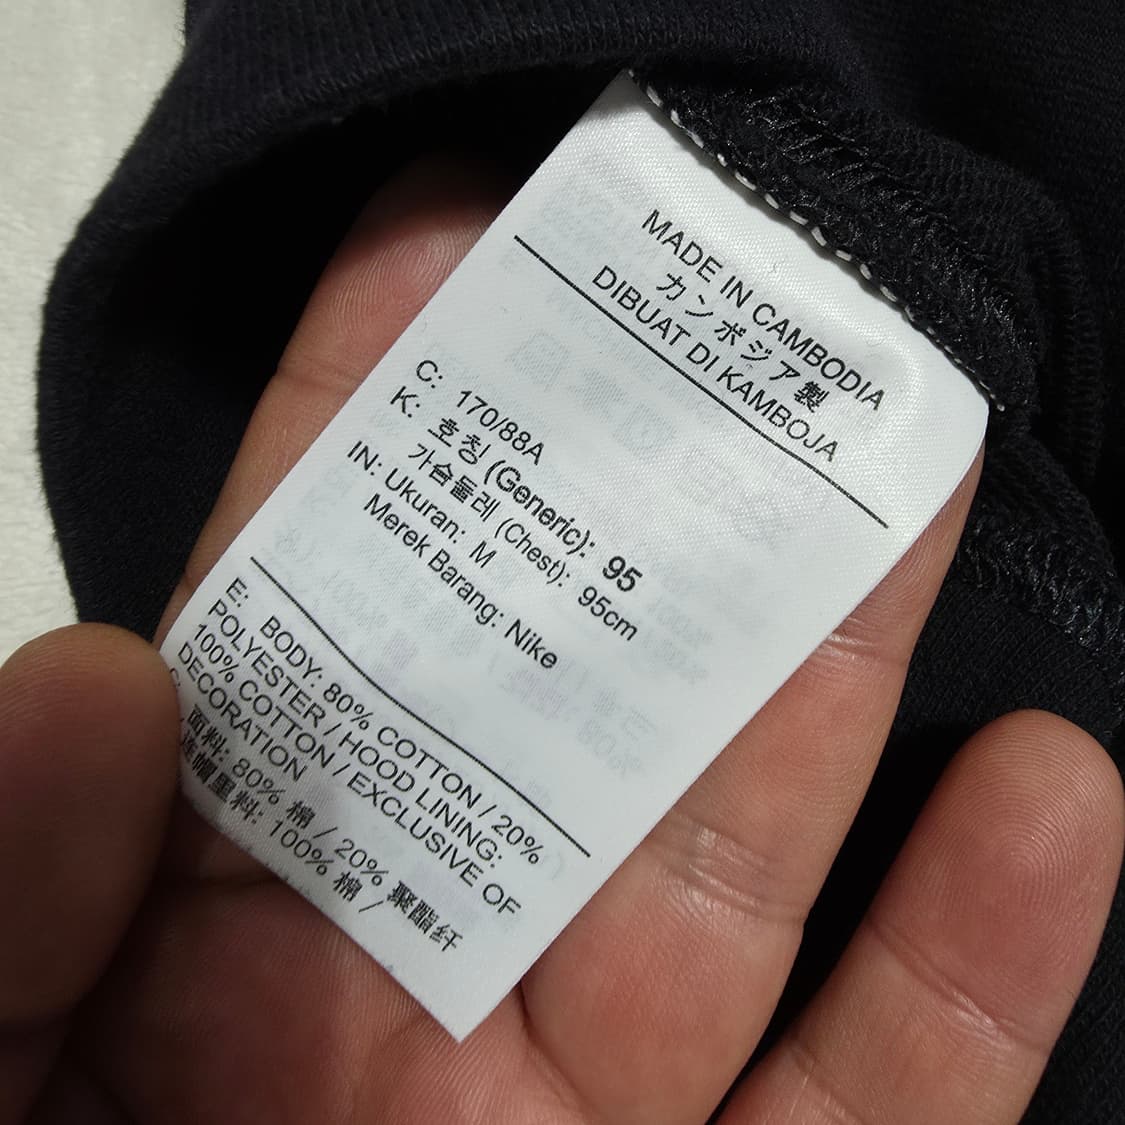 MADE IN CAMBODIA
カンボジア製
DIBUAT DI KAMBOJA
C: 170/88A
K: 호칭 (Generic): 95
가슴둘레 (Chest): 95cm
IN: Ukuran: M
Merek Barang: Nike
E: BODY: 80% COTTON / 20%
POLYESTER / HOOD LINING:
100% COTTON / EXCLUSIVE OF
DECORATION
面料: 80% 棉 / 20% 聚酯纤
连帽里料: 100% 棉 /